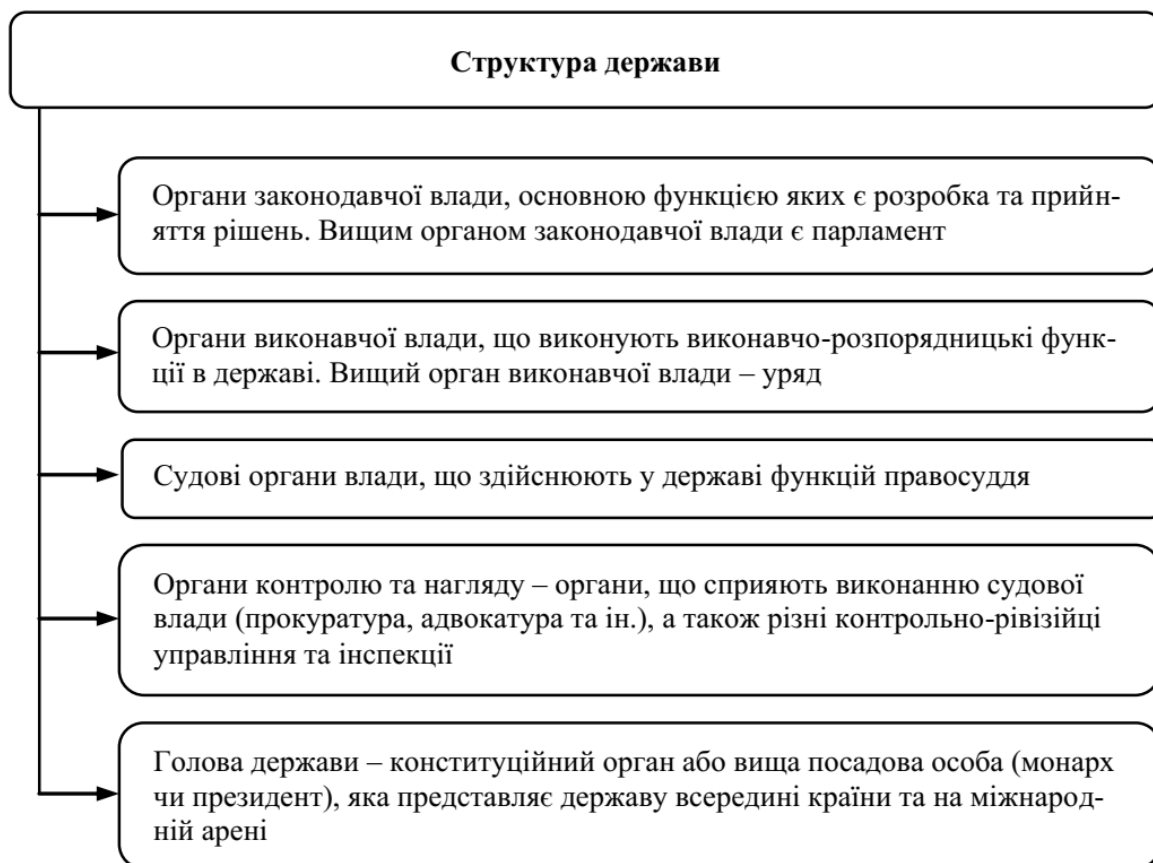 Структура держави
Органи законодавчої влади, основною функцією яких є розробка та прийн-
яття рішень. Вищим органом законодавчої влади є парламент
Органи виконавчої влади, що виконують виконавчо-розпорядницькі функ-
ції в державі. Вищий орган виконавчої влади – уряд
Судові органи влади, що здійснюють у державі функцій правосуддя
Органи контролю та нагляду – органи, що сприяють виконанню судової
влади (прокуратура, адвокатура та ін.), а також різні контрольно-рівізійці
управління та інспекції
Голова держави – конституційний орган або вища посадова особа (монарх
чи президент), яка представляє державу всередині країни та на міжнарод-
ній арені